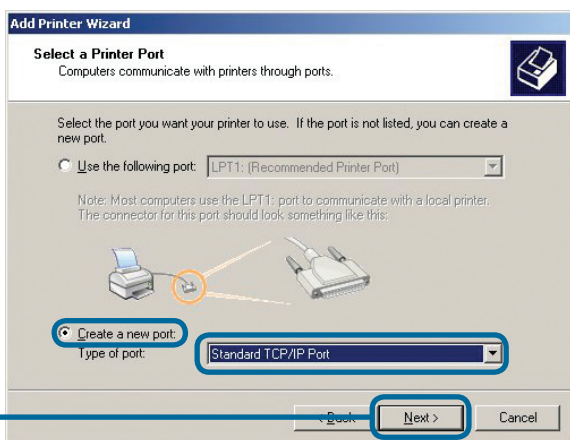 Add Printer Wizard
Select a Printer Port
Computers communicate with printers through ports.
Select the port you want your printer to use. If the port is not listed, you can create a
new port.
Use the following port:
LPT1: (Recommended Printer Port)
Note: Most computers use the LPT1: port to communicate with a local printer.
The connector for this port should look something like this:
Create a new port:
Type of port:
Standard TCP/IP Port
< Back
Next >
Cancel